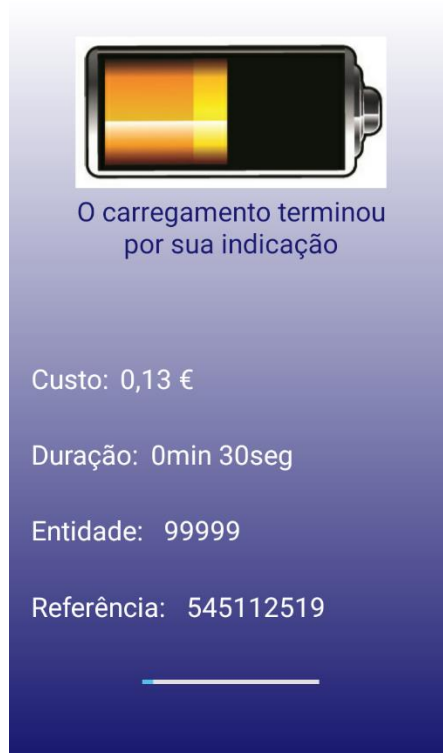 O carregamento terminou
por sua indicação
Custo: 0,13 €
Duração: 0min 30seg
Entidade: 99999
Referência: 545112519